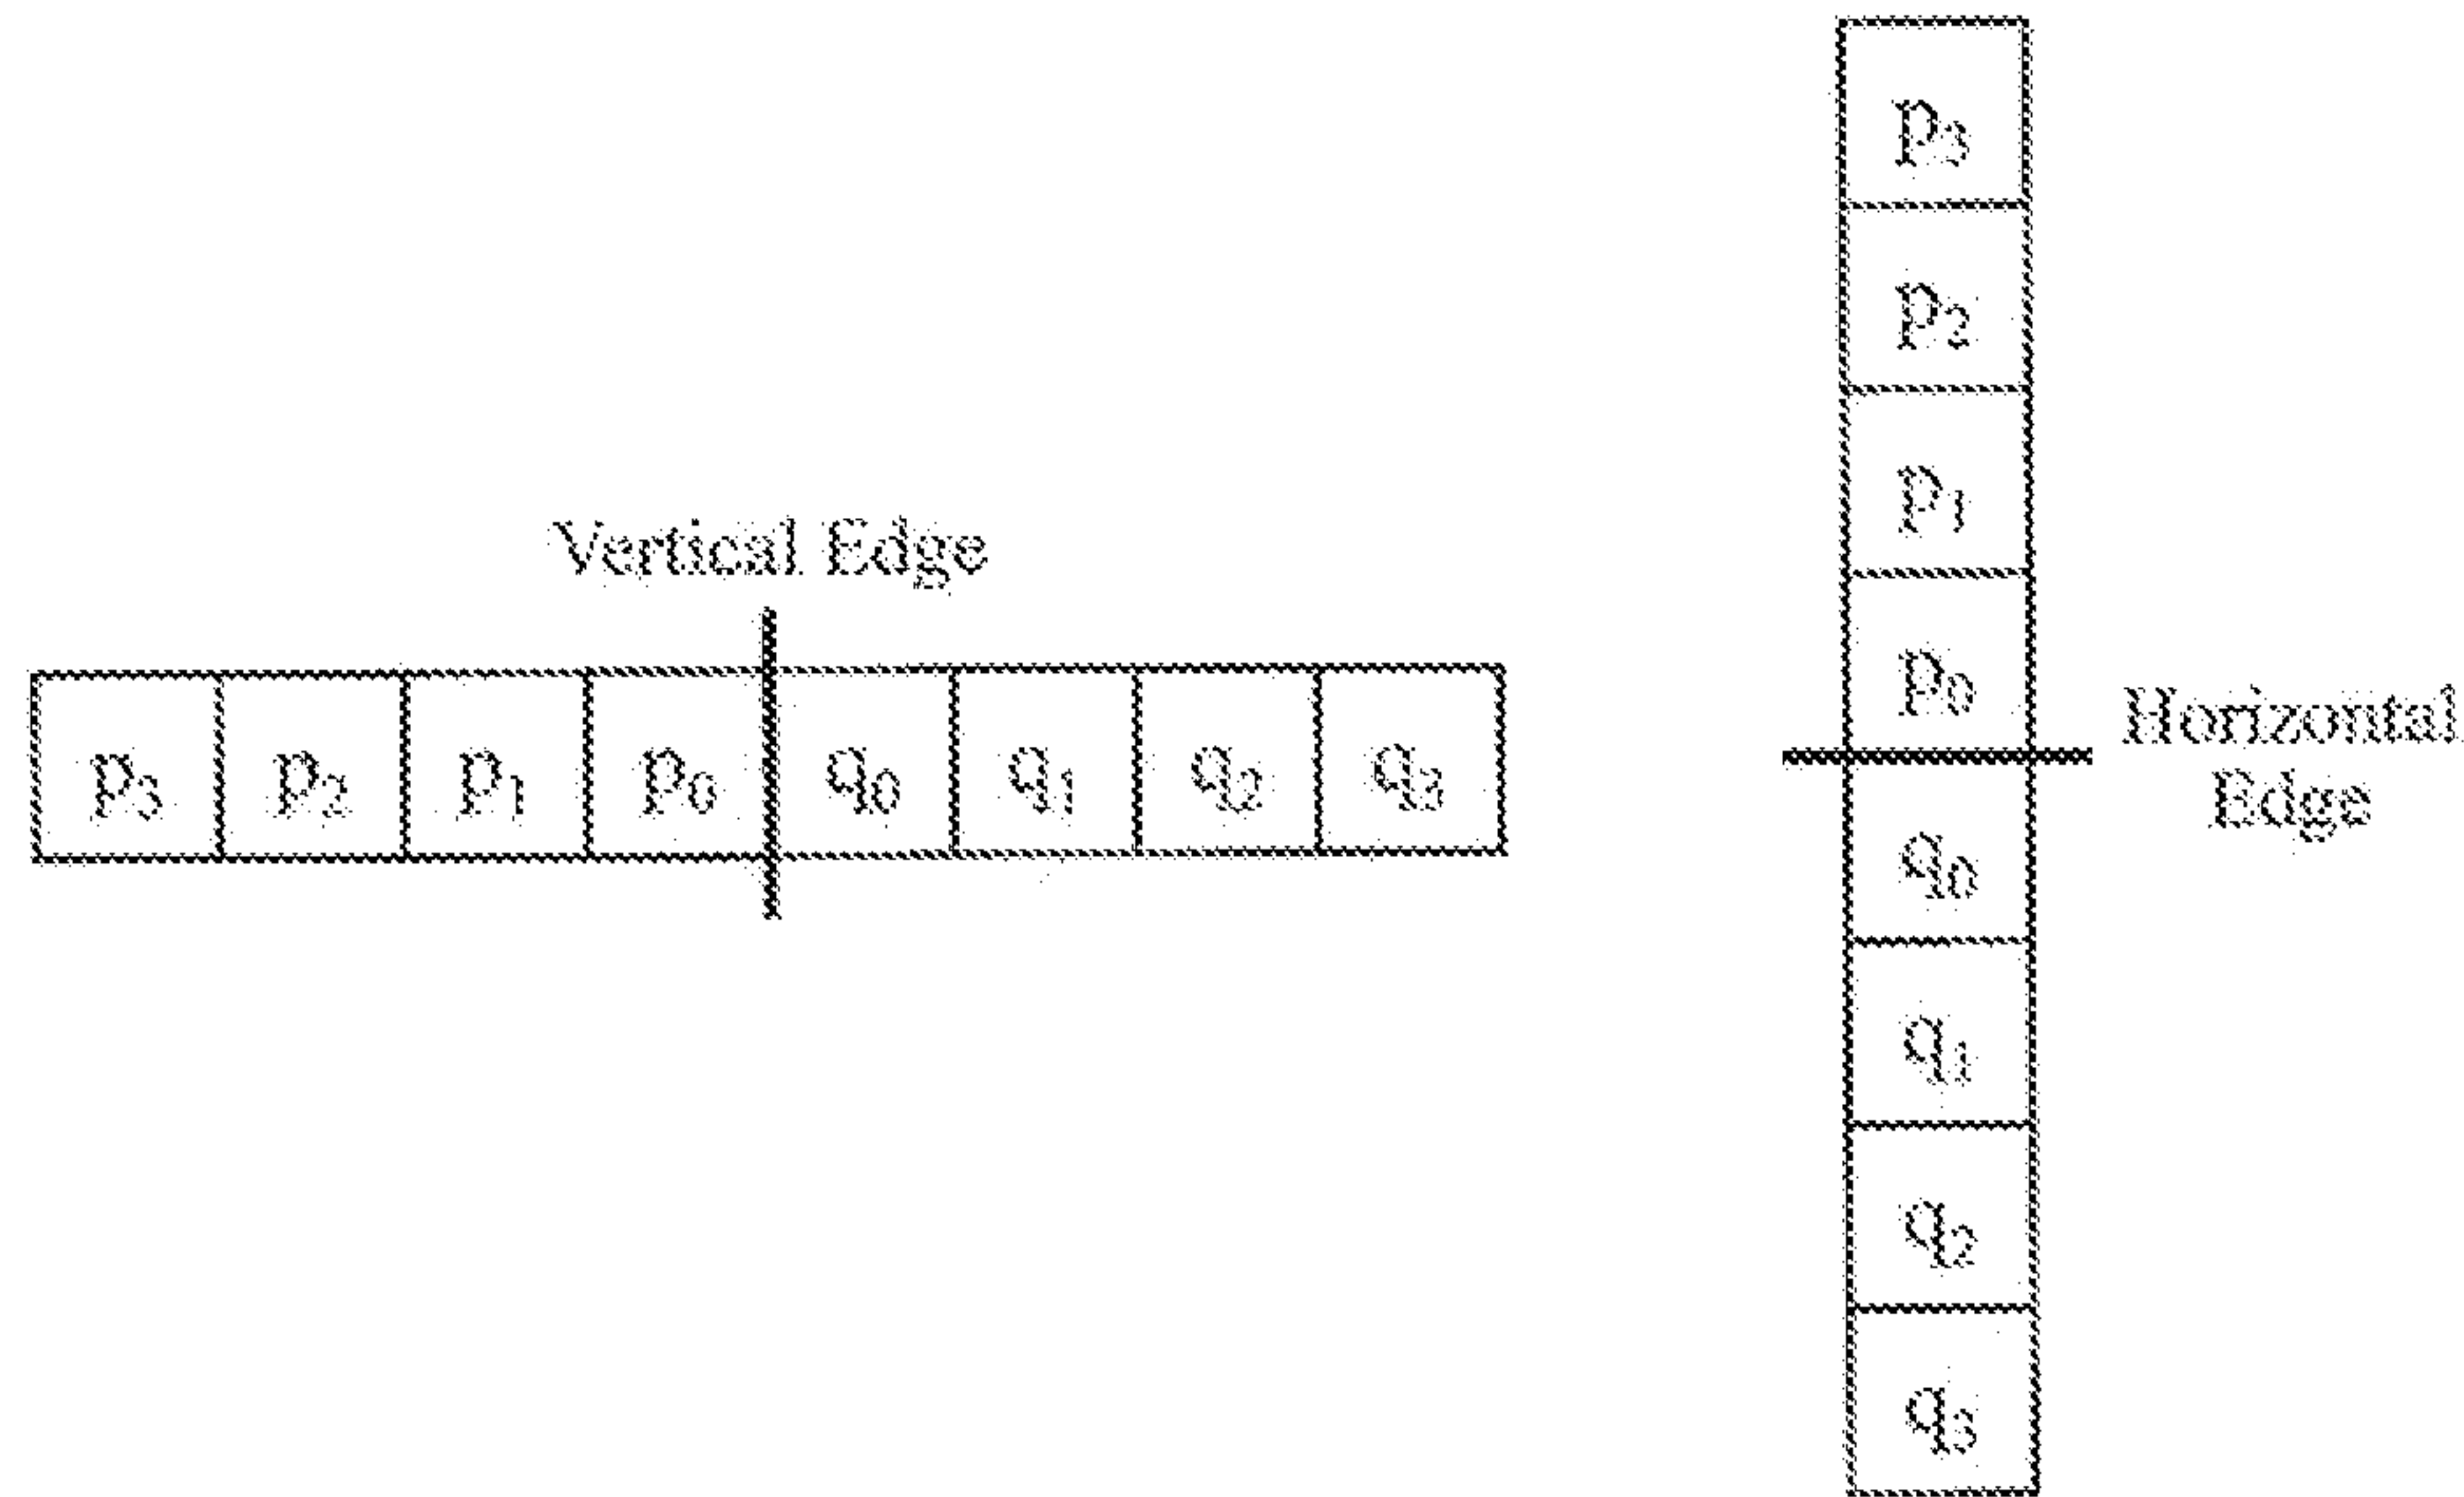 Vertical Edge
p₃ p₂ p₁ p₀ q₀ q₁ q₂ q₃
p₃
p₂
p₁
p₀
Horizontal
Edge
q₀
q₁
q₂
q₃